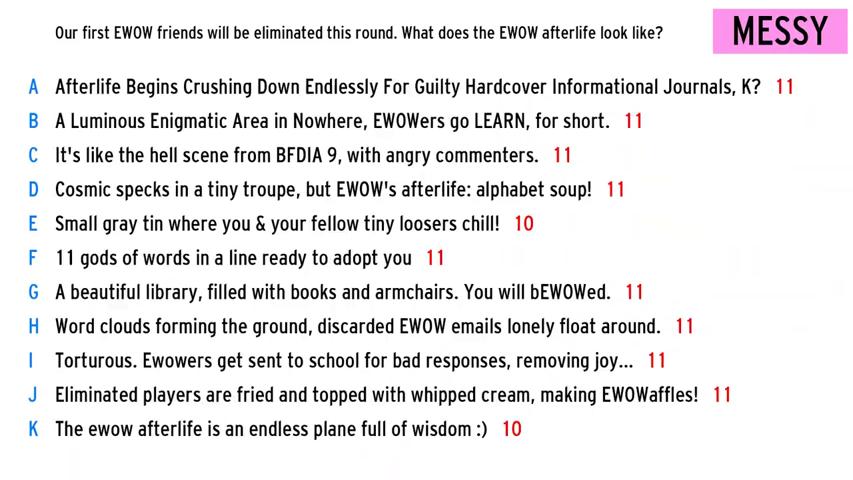 Our first EWOW friends will be eliminated this round. What does the EWOW afterlife look like?
MESSY
A Afterlife Begins Crushing Down Endlessly For Guilty Hardcover Informational Journals, K? 11
B A Luminous Enigmatic Area in Nowhere, EWOWers go LEARN, for short. 11
C It's like the hell scene from BFDIA 9, with angry commenters. 11
D Cosmic specks in a tiny troupe, but EWOW's afterlife: alphabet soup! 11
E Small gray tin where you & your fellow tiny loosers chill! 10
F 11 gods of words in a line ready to adopt you 11
G A beautiful library, filled with books and armchairs. You will bEWOWed. 11
H Word clouds forming the ground, discarded EWOW emails lonely float around. 11
I Torturous. Ewowers get sent to school for bad responses, removing joy... 11
J Eliminated players are fried and topped with whipped cream, making EWOWaffles! 11
K The ewow afterlife is an endless plane full of wisdom :) 10